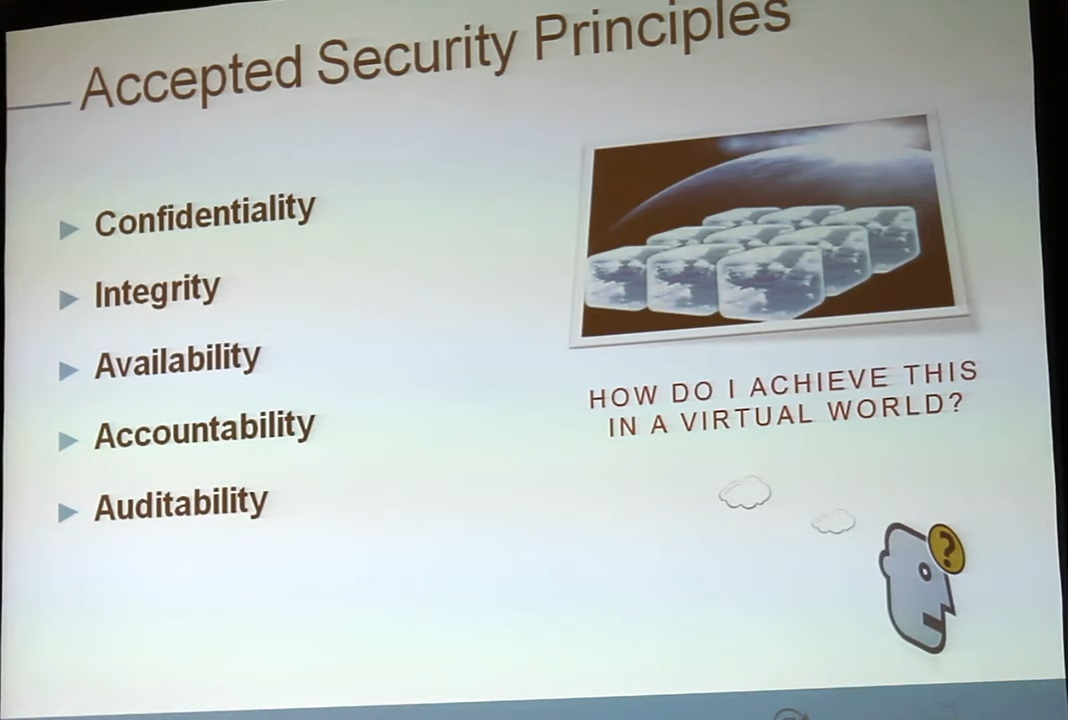 Accepted Security Principles
Confidentiality
Integrity
Availability
Accountability
Auditability
HOW DO I ACHIEVE THIS
IN A VIRTUAL WORLD?
?